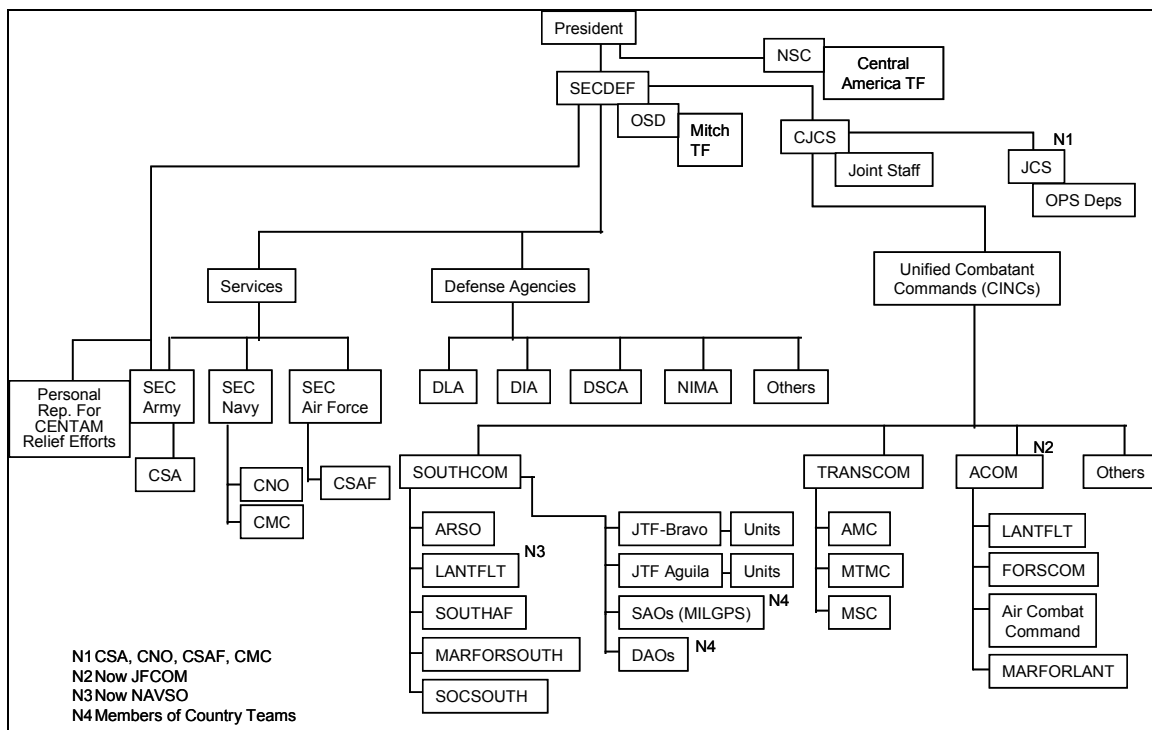 President
NSC
Central
America TF
SECDEF
OSD
Mitch
TF
CJCS
Joint Staff
N1
JCS
OPS Deps
Services
Defense Agencies
Unified Combatant
Commands (CINCs)
Personal
Rep. For
CENTAM
Relief Efforts
SEC
Army
SEC
Navy
SEC
Air Force
DLA
DIA
DSCA
NIMA
Others
CSA
CNO
CMC
CSAF
SOUTHCOM
TRANSCOM
N2
ACOM
Others
ARSO
N3
LANTFLT
SOUTHAF
MARFORSOUTH
SOCSOUTH
JTF-Bravo
Units
JTF Aguila
Units
SAOs (MILGPS)
N4
DAOs
N4
AMC
MTMC
MSC
LANTFLT
FORSCOM
Air Combat
Command
MARFORLANT
N1 CSA, CNO, CSAF, CMC
N2 Now JFCOM
N3 Now NAVSO
N4 Members of Country Teams